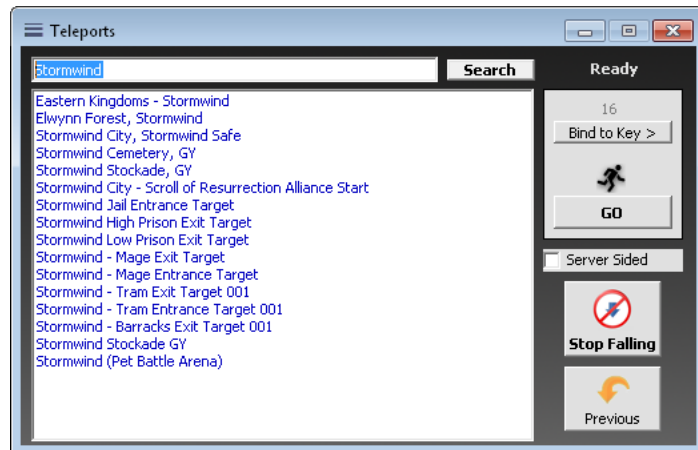 Teleports
Stormwind
Search
Ready
Eastern Kingdoms - Stormwind
Elwynn Forest, Stormwind
Stormwind City, Stormwind Safe
Stormwind Cemetery, GY
Stormwind Stockade, GY
Stormwind City - Scroll of Resurrection Alliance Start
Stormwind Jail Entrance Target
Stormwind High Prison Exit Target
Stormwind Low Prison Exit Target
Stormwind - Mage Exit Target
Stormwind - Mage Entrance Target
Stormwind - Tram Exit Target 001
Stormwind - Tram Entrance Target 001
Stormwind - Barracks Exit Target 001
Stormwind Stockade GY
Stormwind (Pet Battle Arena)
16
Bind to Key >
GO
Server Sided
Stop Falling
Previous